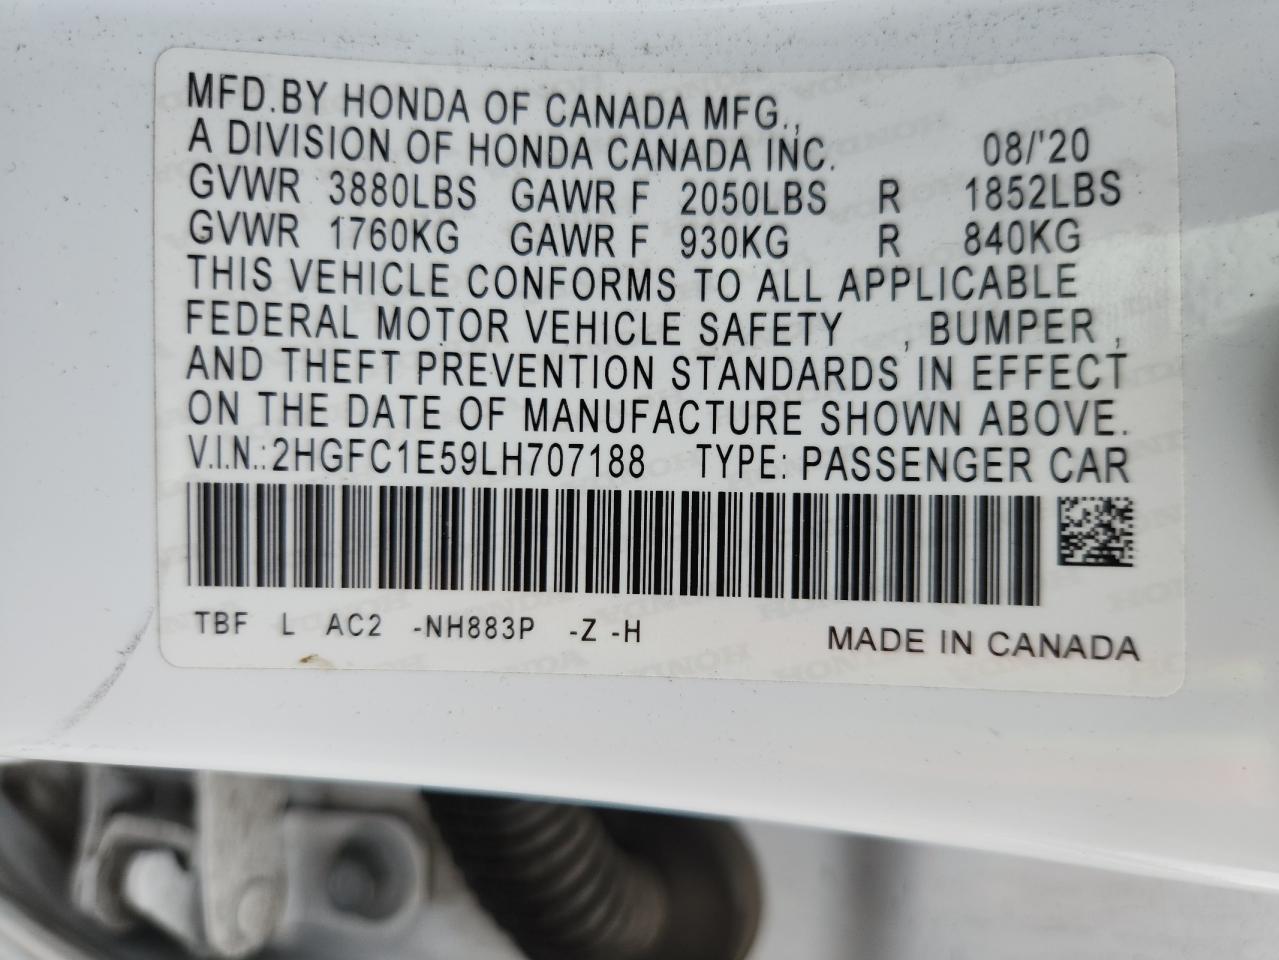 MFD.BY HONDA OF CANADA MFG.,
A DIVISION OF HONDA CANADA INC. 08/'20
GVWR 3880LBS GAWR F 2050LBS R 1852LBS
GVWR 1760KG GAWR F 930KG R 840KG
THIS VEHICLE CONFORMS TO ALL APPLICABLE
FEDERAL MOTOR VEHICLE SAFETY , BUMPER ,
AND THEFT PREVENTION STANDARDS IN EFFECT
ON THE DATE OF MANUFACTURE SHOWN ABOVE.
V.I.N.:2HGFC1E59LH707188 TYPE: PASSENGER CAR
TBF L AC2 -NH883P -Z -H MADE IN CANADA